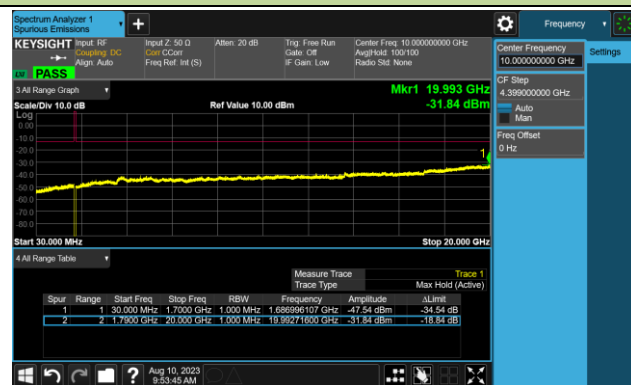 Spectrum Analyzer 1
Spurious Emissions
+
Frequency
KEYSIGHT
Input: RF
Coupling: DC
Align: Auto
Input Z: 50 Ω
Corr CCorr
Freq Ref: Int (S)
Atten: 20 dB
Trig: Free Run
Gate: Off
IF Gain: Low
Center Freq: 10.000000000 GHz
Avg|Hold: 100/100
Radio Std: None
LW PASS
Center Frequency
10.000000000 GHz
Settings
CF Step
4.399000000 GHz
Auto
Man
Freq Offset
0 Hz
3 All Range Graph
Mkr1 19.993 GHz
Scale/Div 10.0 dB Ref Value 10.00 dBm -31.84 dBm
Log
0.00
-10.0
-20.0
-30.0
-40.0
-50.0
-60.0
-70.0
-80.0
1
Start 30.000 MHz Stop 20.000 GHz
4 All Range Table
Measure Trace Trace 1
Trace Type Max Hold (Active)
Spur Range Start Freq Stop Freq RBW Frequency Amplitude ΔLimit
1 1 30.000 MHz 1.7000 GHz 1.000 MHz 1.686996107 GHz -47.54 dBm -34.54 dB
2 2 1.7900 GHz 20.000 GHz 1.000 MHz 19.99271600 GHz -31.84 dBm -18.84 dB
?
Aug 10, 2023
9:53:45 AM